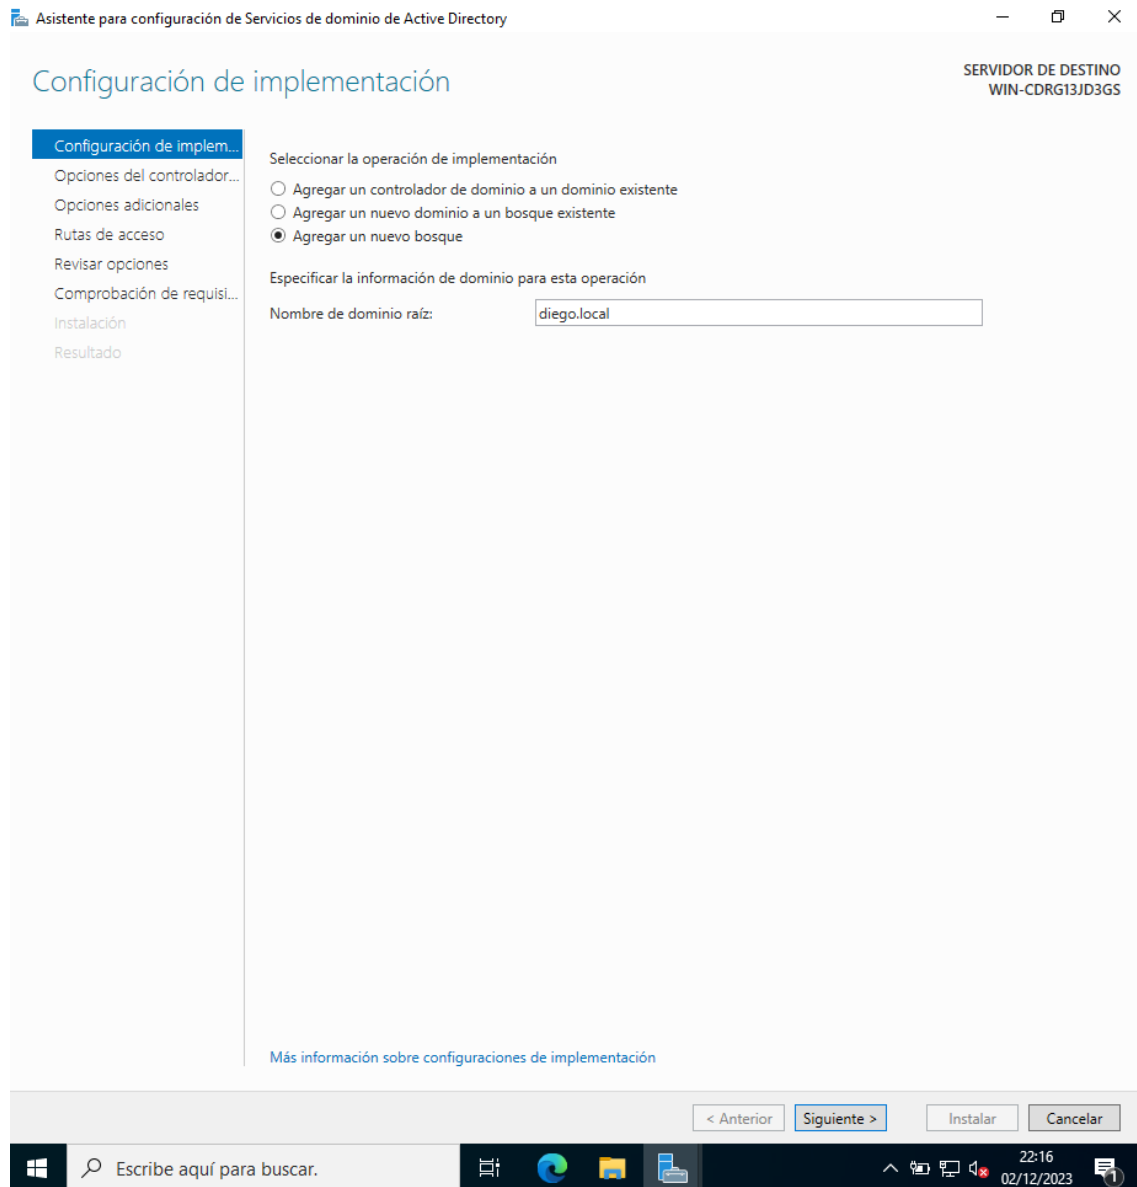 Asistente para configuración de Servicios de dominio de Active Directory
Configuración de implementación
SERVIDOR DE DESTINO
WIN-CDRG13JD3GS
Configuración de implem...
Opciones del controlador...
Opciones adicionales
Rutas de acceso
Revisar opciones
Comprobación de requisi...
Instalación
Resultado
Seleccionar la operación de implementación
Agregar un controlador de dominio a un dominio existente
Agregar un nuevo dominio a un bosque existente
Agregar un nuevo bosque
Especificar la información de dominio para esta operación
Nombre de dominio raíz: diego.local
Más información sobre configuraciones de implementación
< Anterior Siguiente > Instalar Cancelar
Escribe aquí para buscar.
22:16
02/12/2023
1